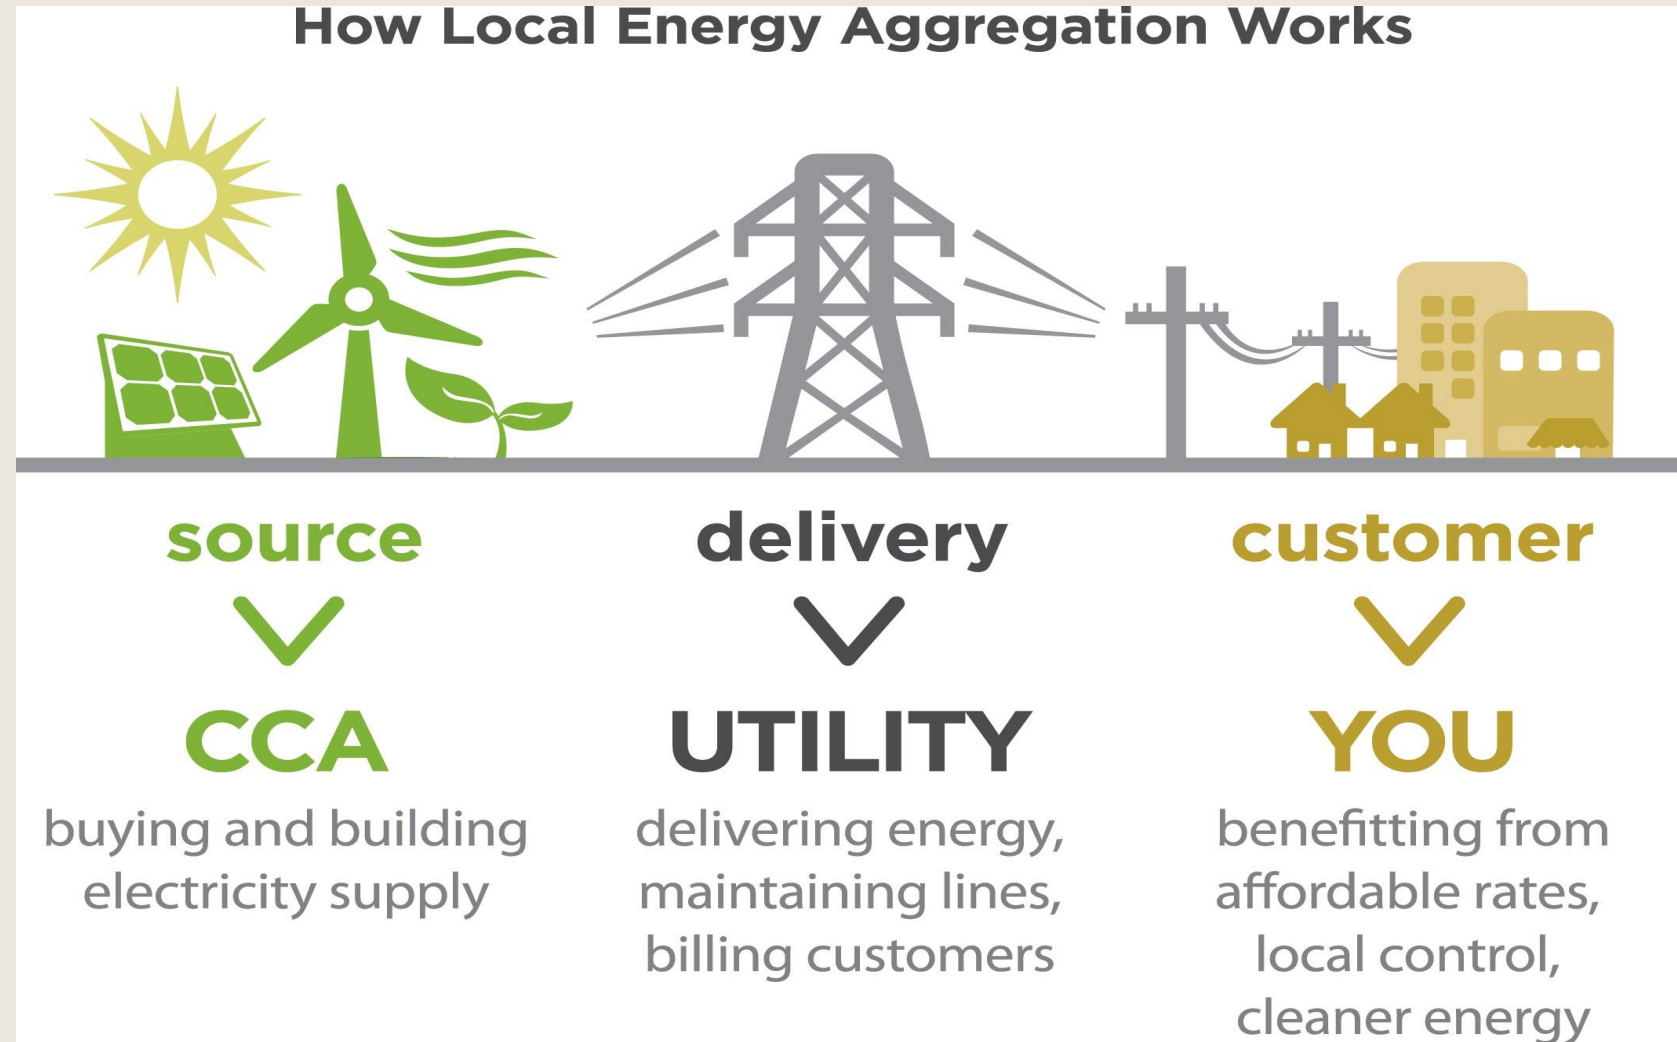 How Local Energy Aggregation Works
source
CCA
buying and building
electricity supply
delivery
UTILITY
delivering energy,
maintaining lines,
billing customers
customer
YOU
benefitting from
affordable rates,
local control,
cleaner energy